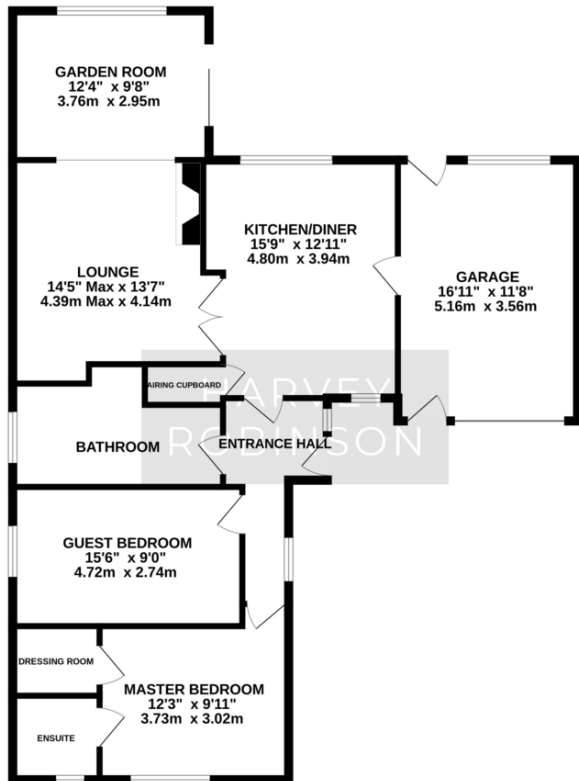 GARDEN ROOM
12'4" x 9'8"
3.76m x 2.95m
KITCHEN/DINER
15'9" x 12'11"
4.80m x 3.94m
LOUNGE
14'5" Max x 13'7"
4.39m Max x 4.14m
GARAGE
16'11" x 11'8"
5.16m x 3.56m
AIRING CUPBOARD
HARVEY
ROBINSON
BATHROOM
ENTRANCE HALL
GUEST BEDROOM
15'6" x 9'0"
4.72m x 2.74m
DRESSING ROOM
MASTER BEDROOM
12'3" x 9'11"
3.73m x 3.02m
ENSUITE